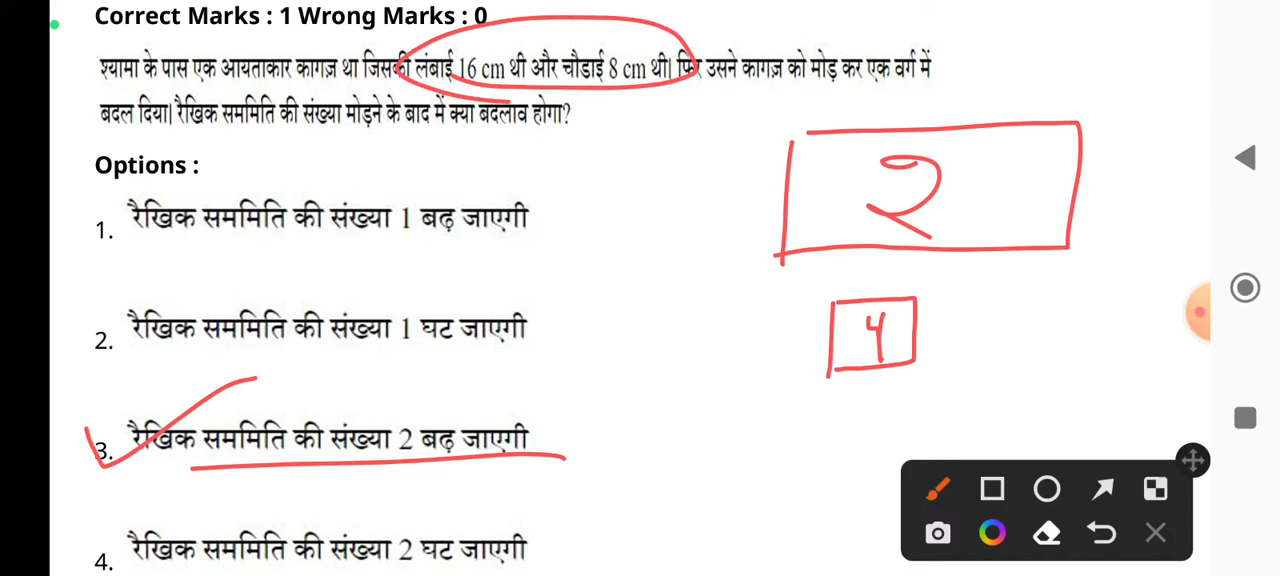 Correct Marks : 1 Wrong Marks : 0
श्यामा के पास एक आयताकार कागज़ था जिसकी लंबाई 16 cm थी और चौडाई 8 cm थी| फिर उसने कागज़ को मोड़ कर एक वर्ग में
बदल दिया| रैखिक सममिति की संख्या मोड़ने के बाद में क्या बदलाव होगा?
Options :
1. रैखिक सममिति की संख्या 1 बढ़ जाएगी
2. रैखिक सममिति की संख्या 1 घट जाएगी
3. रैखिक सममिति की संख्या 2 बढ़ जाएगी
4. रैखिक सममिति की संख्या 2 घट जाएगी
2
4